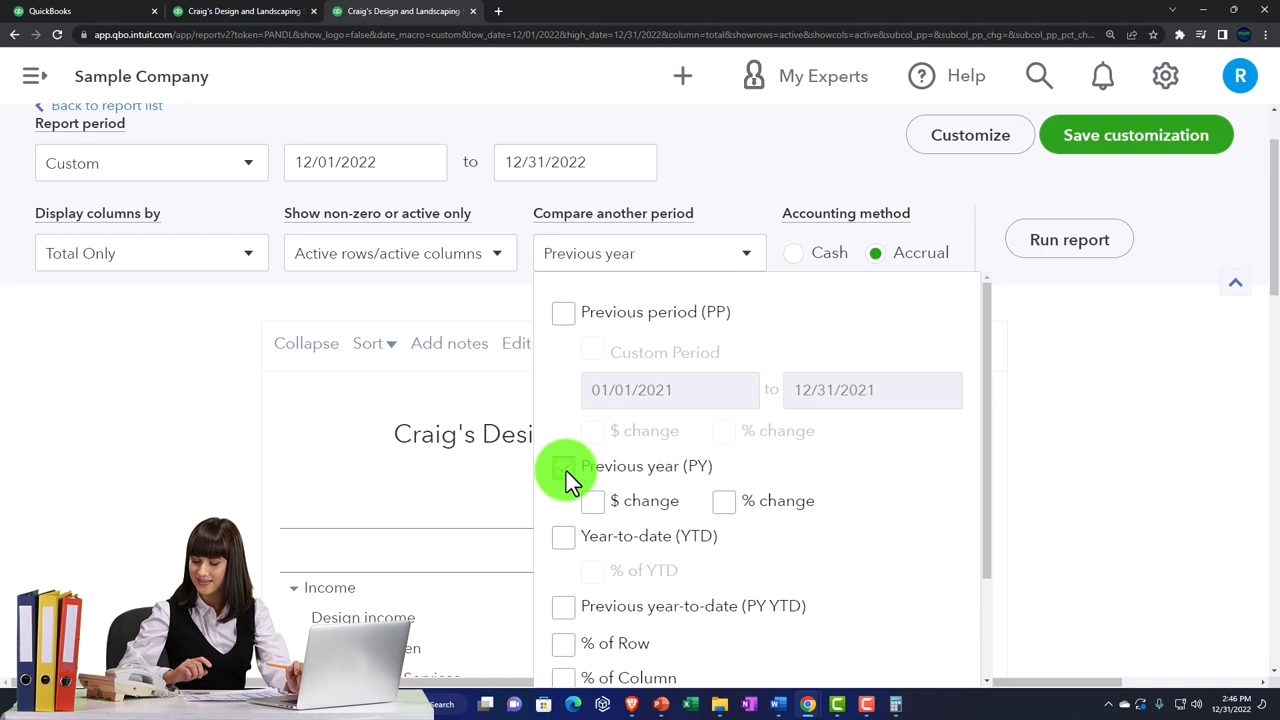 QuickBooks
Craig's Design and Landscaping
Craig's Design and Landscaping
app.qbo.intuit.com/app/reportv2?token=PANDL&show_logo=false&date_macro=custom&low_date=12/01/2022&high_date=12/31/2022&column=total&showrows=active&showcols=active&subcol_pp=&subcol_pp_chg=&subcol_pp_pct_ch...
Sample Company
My Experts
Help
R
Back to report list
Report period
Customize
Save customization
Custom
12/01/2022
to
12/31/2022
Display columns by
Show non-zero or active only
Compare another period
Accounting method
Total Only
Active rows/active columns
Previous year
Cash
Accrual
Run report
Previous period (PP)
Collapse
Sort
Add notes
Edit
Custom Period
01/01/2021
to
12/31/2021
Craig's Desi
$ change
% change
Previous year (PY)
$ change
% change
Year-to-date (YTD)
% of YTD
Income
Previous year-to-date (PY YTD)
Design income
% of Row
Services
% of Column
Search
2:46 PM
12/31/2022